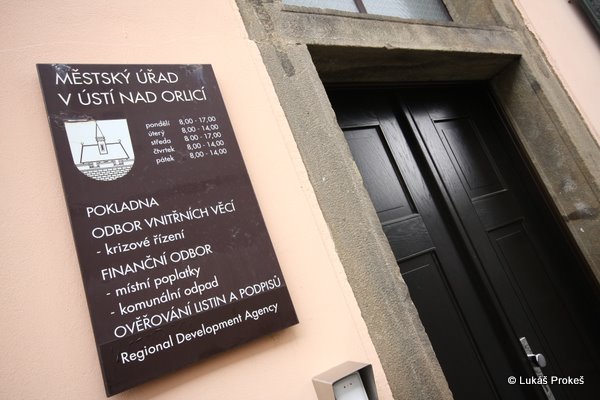 MĚSTSKÝ ÚŘAD
V ÚSTÍ NAD ORLICÍ
pondělí 8,00 - 17,00
úterý 8,00 - 14,00
středa 8,00 - 17,00
čtvrtek 8,00 - 14,00
pátek 8,00 - 14,00
POKLADNA
ODBOR VNITŘNÍCH VĚCÍ
- krizové řízení
FINANČNÍ ODBOR
- místní poplatky
- komunální odpad
OVĚŘOVÁNÍ LISTIN A PODPISŮ
Regional Development Agency
© Lukáš Prokeš